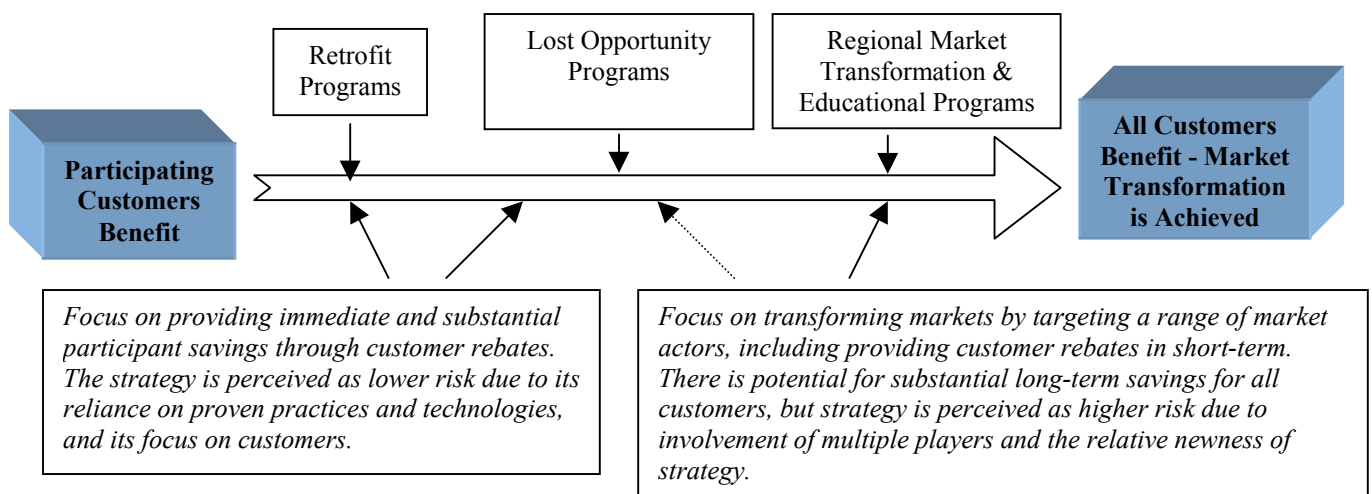 Retrofit
Programs
Lost Opportunity
Programs
Regional Market
Transformation &
Educational Programs
Participating
Customers
Benefit
All Customers
Benefit - Market
Transformation
is Achieved
Focus on providing immediate and substantial
participant savings through customer rebates.
The strategy is perceived as lower risk due to its
reliance on proven practices and technologies,
and its focus on customers.
Focus on transforming markets by targeting a range of market
actors, including providing customer rebates in short-term.
There is potential for substantial long-term savings for all
customers, but strategy is perceived as higher risk due to
involvement of multiple players and the relative newness of
strategy.